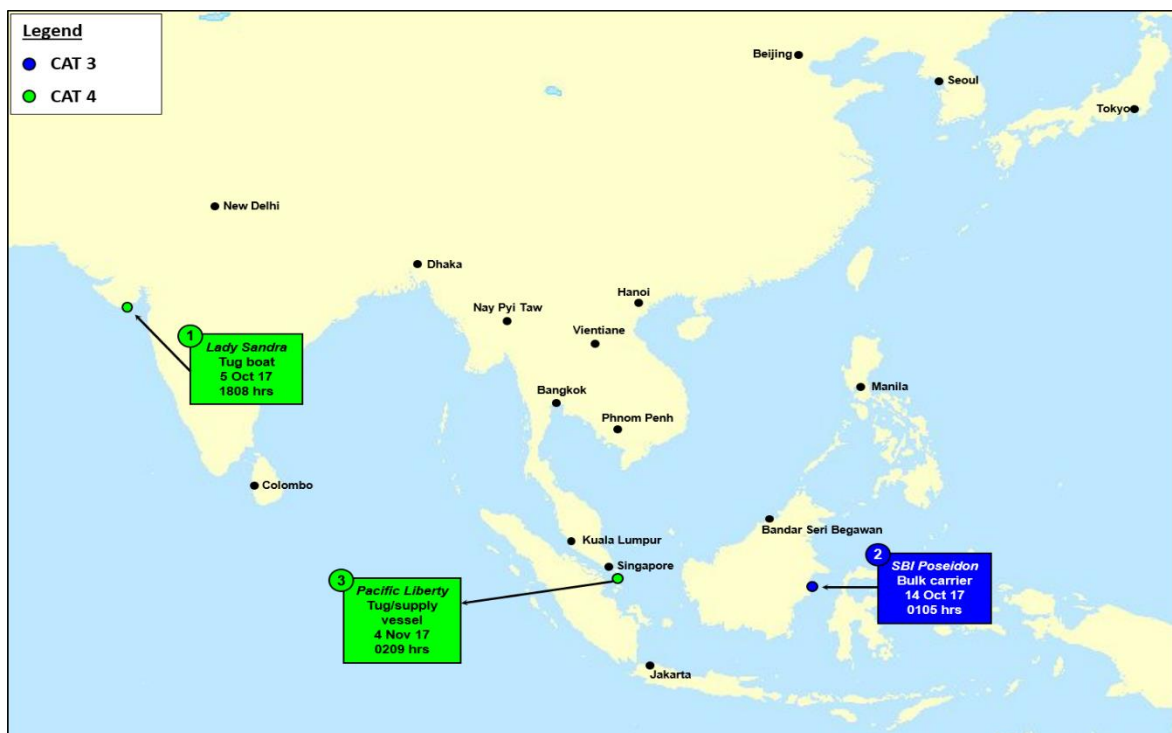 Legend
CAT 3
CAT 4
Beijing
Seoul
Tokyo
New Delhi
Dhaka
Hanoi
Nay Pyi Taw
Vientiane
1
Lady Sandra
Tug boat
5 Oct 17
1808 hrs
Bangkok
Manila
Phnom Penh
Colombo
Bandar Seri Begawan
Kuala Lumpur
Singapore
2
SBI Poseidon
Bulk carrier
14 Oct 17
0105 hrs
3
Pacific Liberty
Tug/supply
vessel
4 Nov 17
0209 hrs
Jakarta